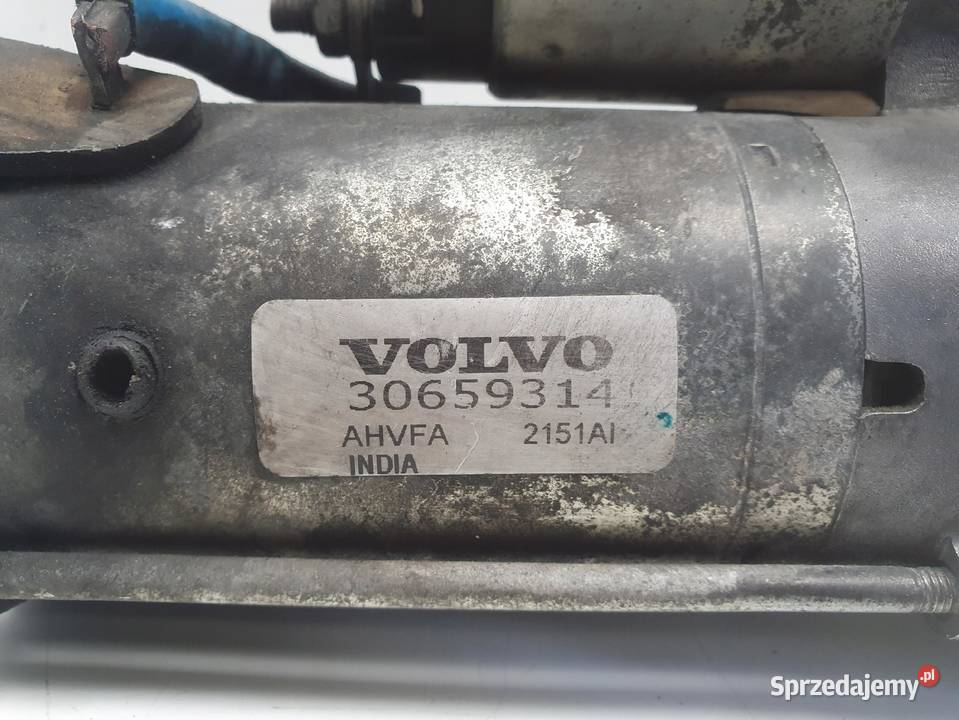 VOLVO
30659314
AHVFA 2151AI
INDIA
Sprzedajemy.pl